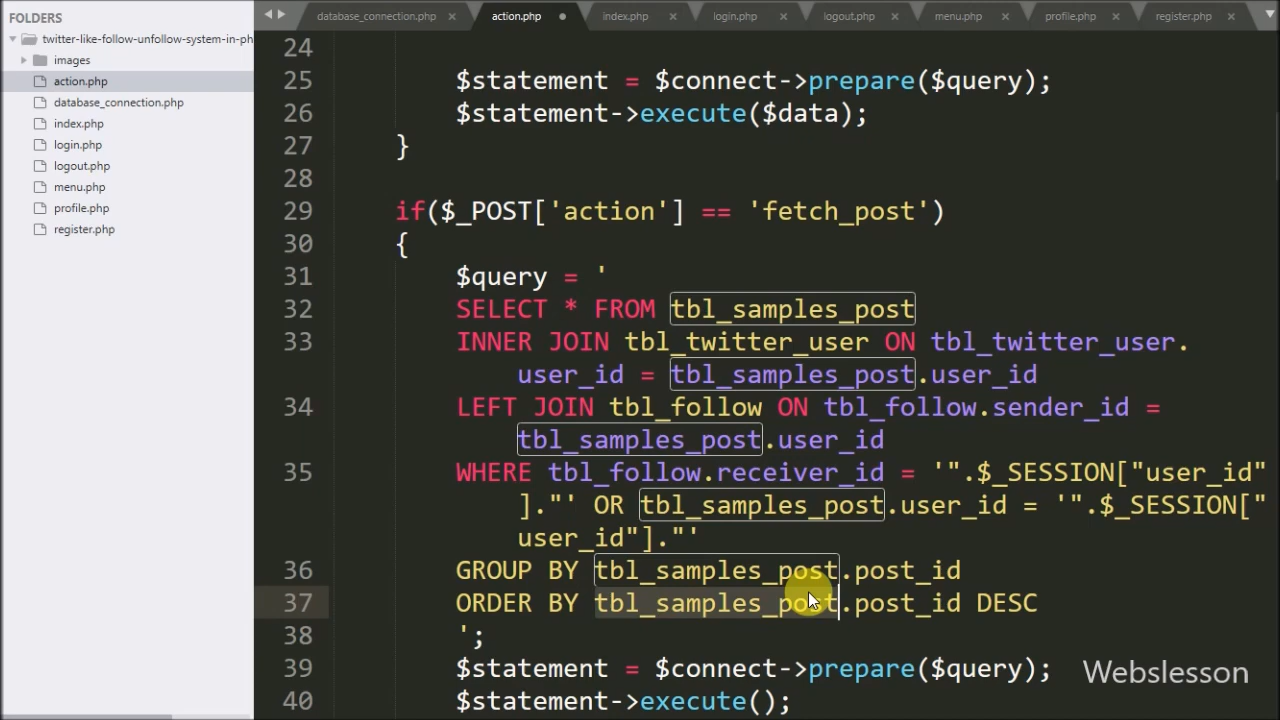 FOLDERS
twitter-like-follow-unfollow-system-in-ph
images
action.php
database_connection.php
index.php
login.php
logout.php
menu.php
profile.php
register.php
database_connection.php × action.php index.php × login.php × logout.php × menu.php × profile.php × register.php ×
24
25 $statement = $connect->prepare($query);
26 $statement->execute($data);
27 }
28
29 if($_POST['action'] == 'fetch_post')
30 {
31 $query = '
32 SELECT * FROM tbl_samples_post
33 INNER JOIN tbl_twitter_user ON tbl_twitter_user.
user_id = tbl_samples_post.user_id
34 LEFT JOIN tbl_follow ON tbl_follow.sender_id =
tbl_samples_post.user_id
35 WHERE tbl_follow.receiver_id = '".$_SESSION["user_id"
]."' OR tbl_samples_post.user_id = '".$_SESSION["
user_id"]."'
36 GROUP BY tbl_samples_post.post_id
37 ORDER BY tbl_samples_post.post_id DESC
38 ';
39 $statement = $connect->prepare($query);
40 $statement->execute();
Webslesson